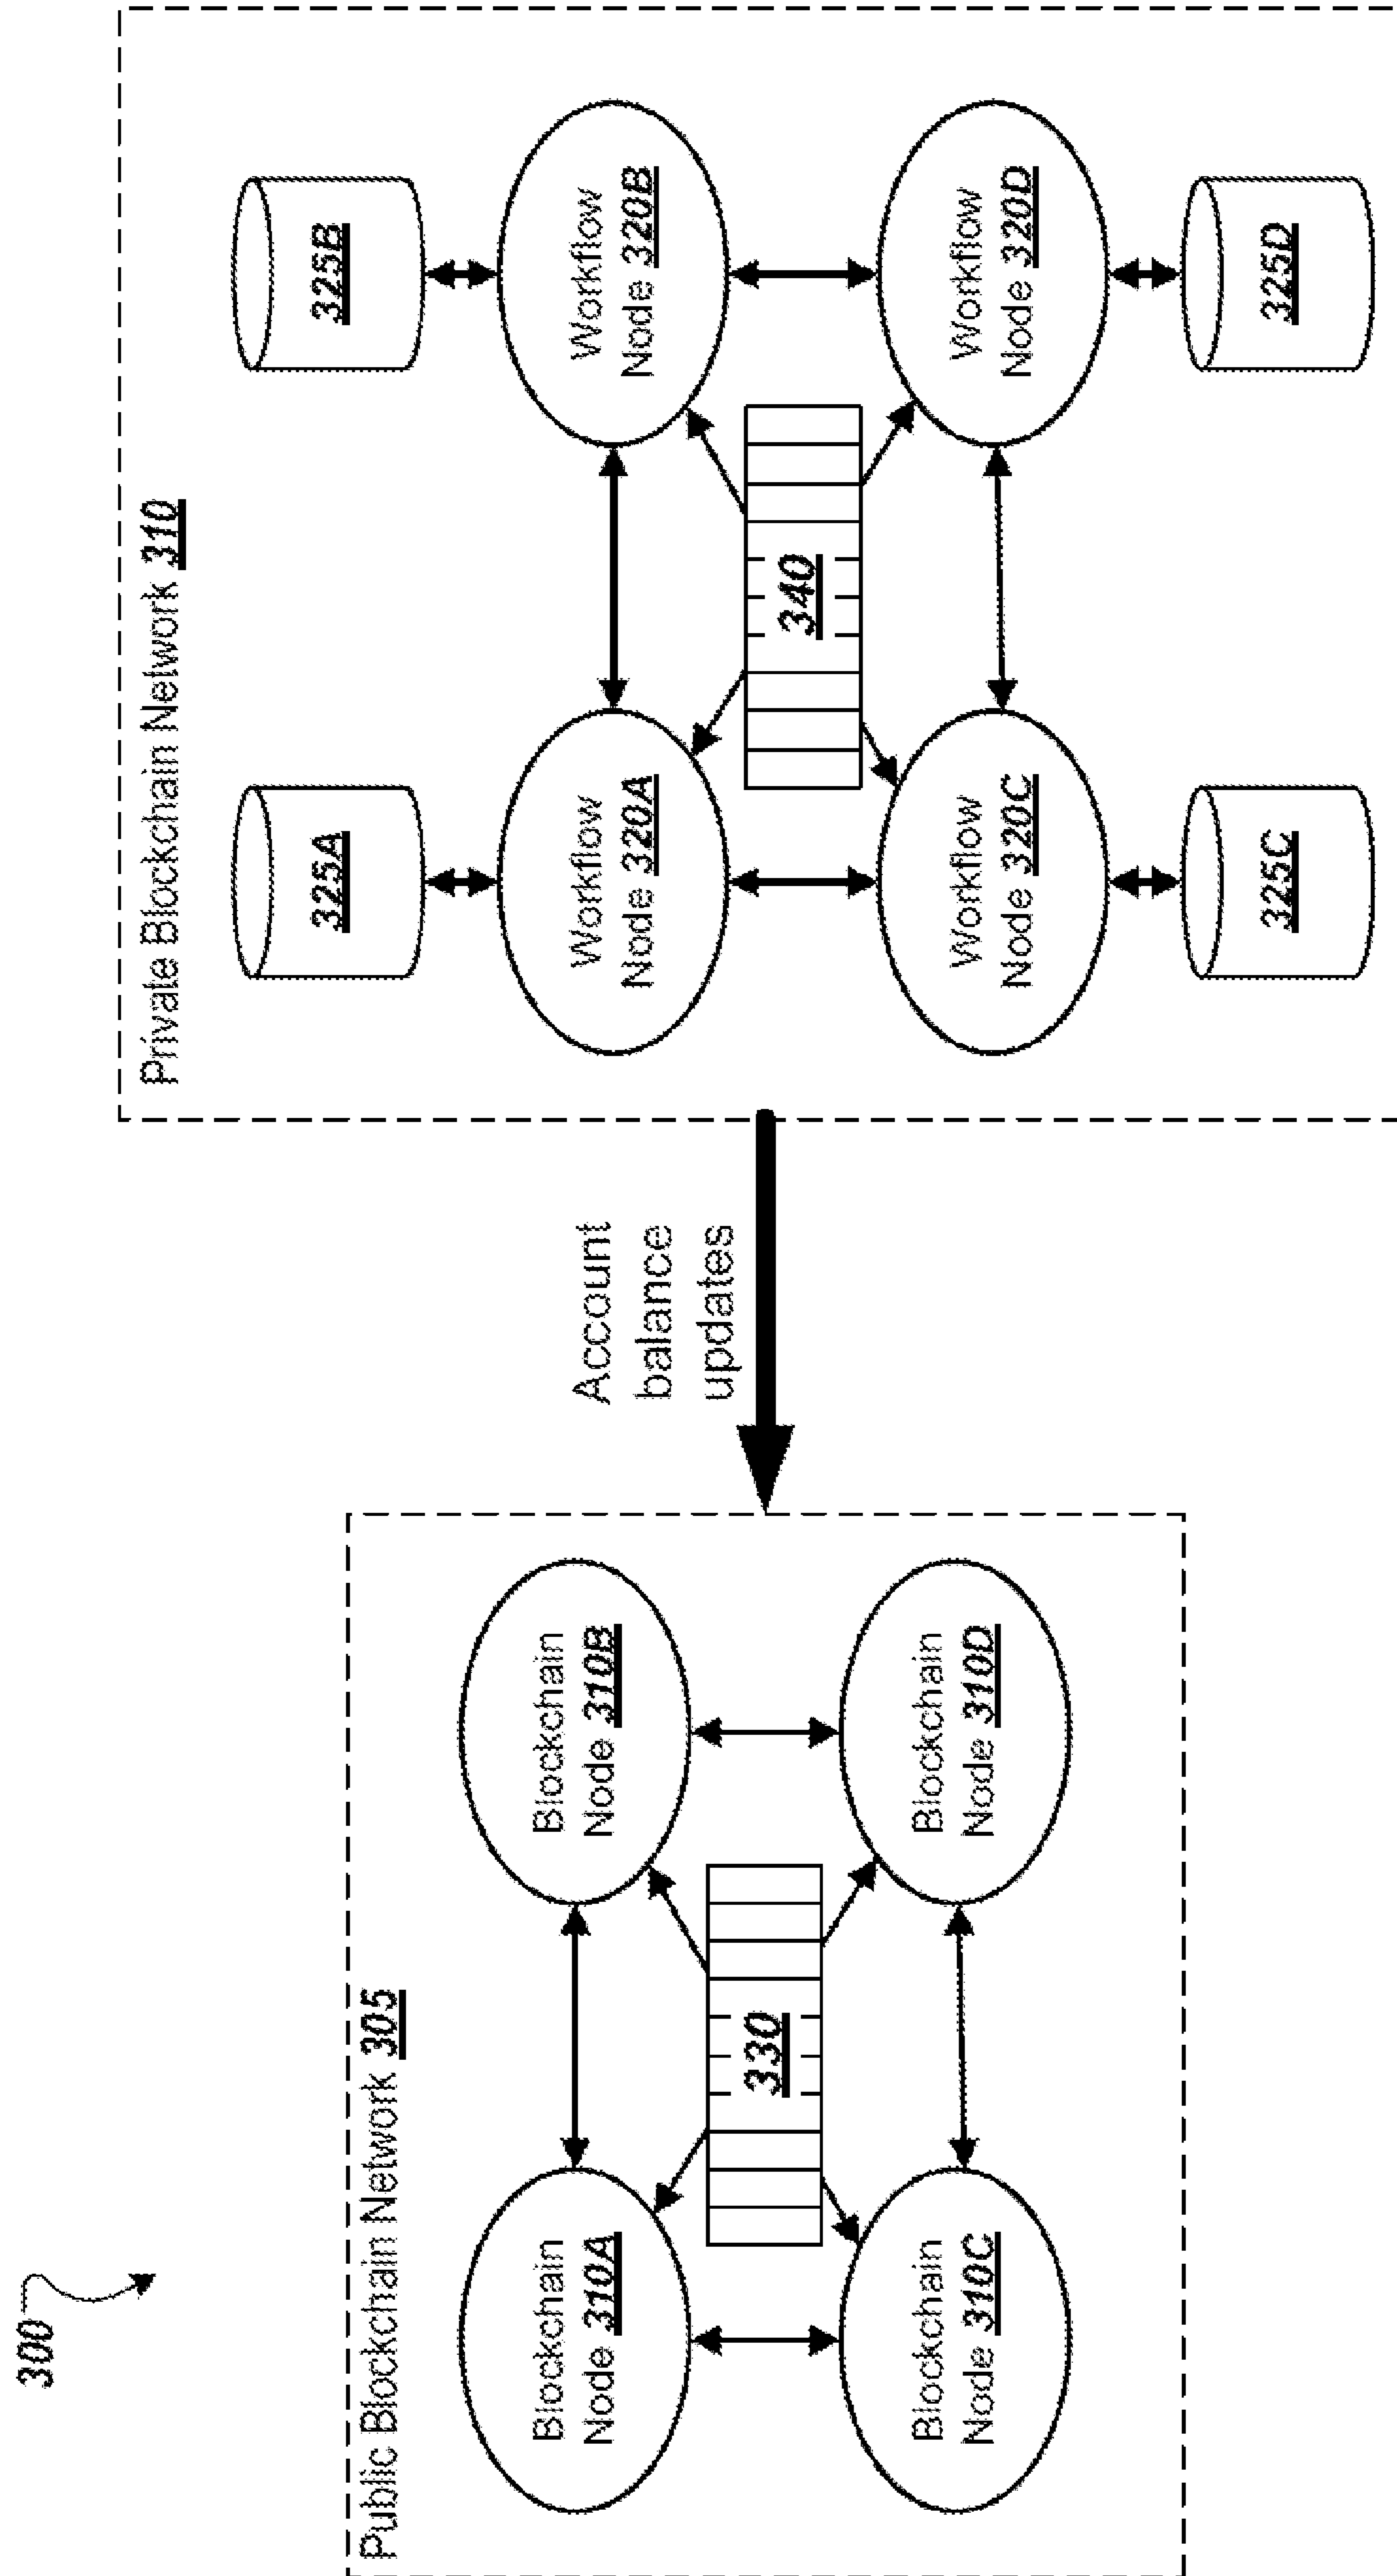 300
Public Blockchain Network 305
Blockchain
Node 310A
Blockchain
Node 310B
330
Blockchain
Node 310C
Blockchain
Node 310D
Account
balance
updates
Private Blockchain Network 310
325A
325B
Workflow
Node 320A
Workflow
Node 320B
340
Workflow
Node 320C
Workflow
Node 320D
325C
325D